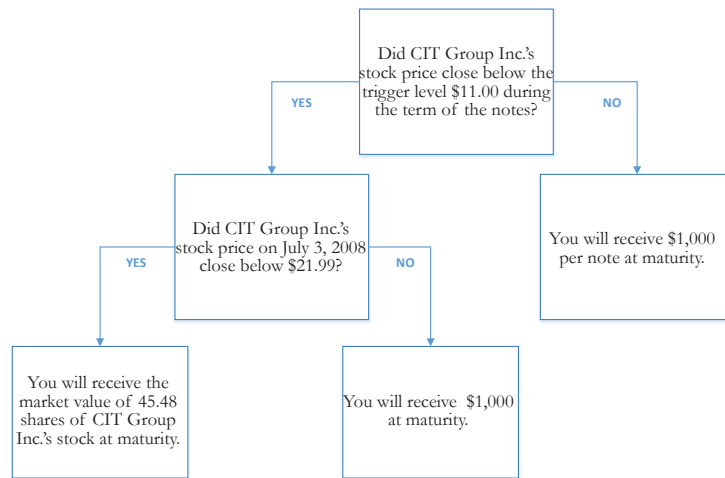 Did CIT Group Inc.'s
stock price close below the
trigger level $11.00 during
the term of the notes?
YES
NO
Did CIT Group Inc.'s
stock price on July 3, 2008
close below $21.99?
You will receive $1,000
per note at maturity.
YES
NO
You will receive the
market value of 45.48
shares of CIT Group
Inc.'s stock at maturity.
You will receive $1,000
at maturity.